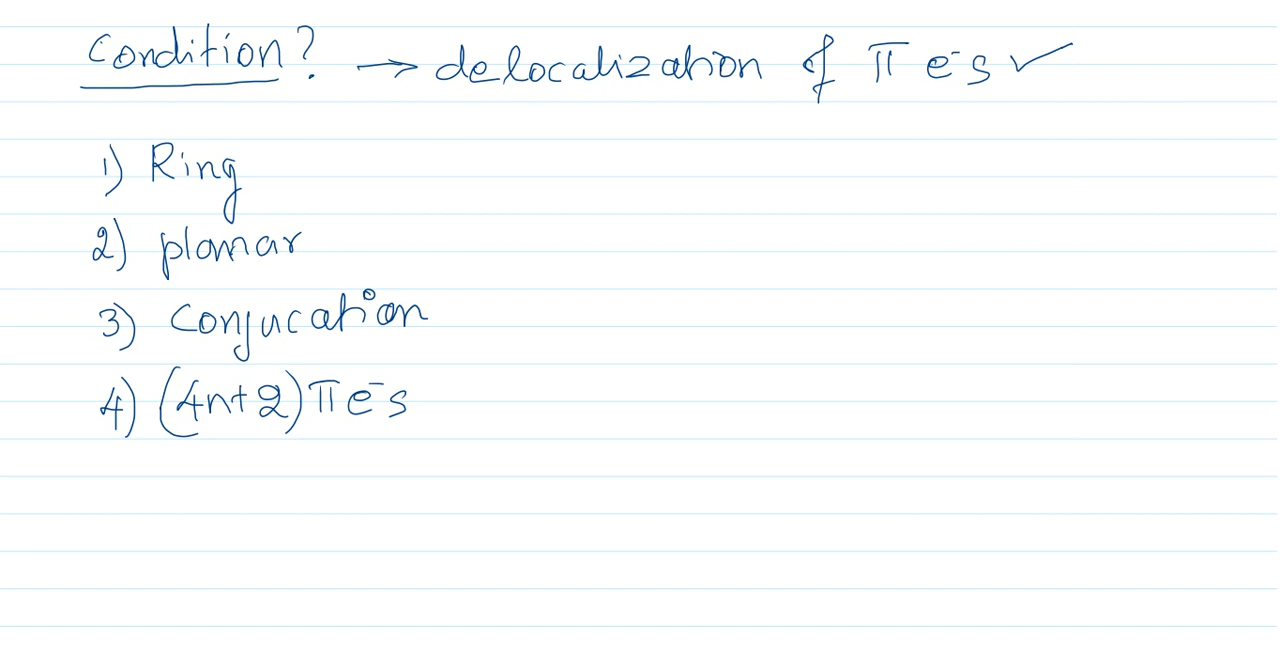 Condition? → delocalization of π e⁻s ✓
1) Ring
2) planar
3) Conjucation
4) (4n+2) π e⁻s